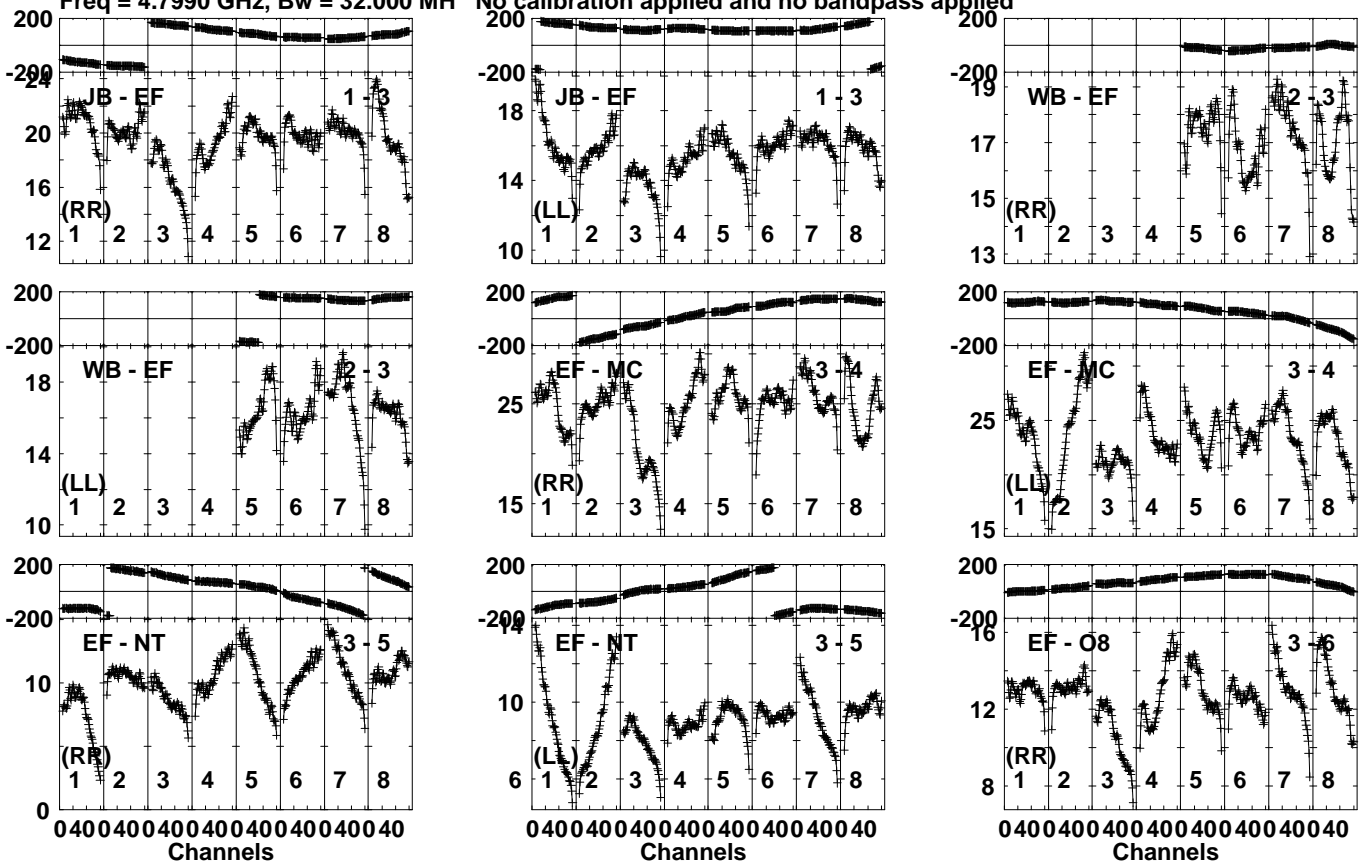 Freq = 4.7990 GHz, Bw = 32.000 MH No calibration applied and no bandpass applied
200
-200
24
20
16
12
JB - EF 1 - 3
(RR)
1 2 3 4 5 6 7 8
200
-200
18
14
10
JB - EF 1 - 3
(LL)
1 2 3 4 5 6 7 8
200
-200
19
17
15
13
WB - EF 2 - 3
(RR)
1 2 3 4 5 6 7 8
200
-200
18
14
10
WB - EF 2 - 3
(LL)
1 2 3 4 5 6 7 8
200
-200
25
15
EF - MC 3 - 4
(RR)
1 2 3 4 5 6 7 8
200
-200
25
15
EF - MC 3 - 4
(LL)
1 2 3 4 5 6 7 8
200
-200
10
0
EF - NT 3 - 5
(RR)
1 2 3 4 5 6 7 8
200
-200
14
10
6
EF - NT 3 - 5
(LL)
1 2 3 4 5 6 7 8
200
-200
16
12
8
EF - O8 3 - 6
(RR)
1 2 3 4 5 6 7 8
0 40 0 40 0 40 0 40 0 40 0 40 0 40 0 40
Channels
0 40 0 40 0 40 0 40 0 40 0 40 0 40 0 40
Channels
0 40 0 40 0 40 0 40 0 40 0 40 0 40 0 40
Channels